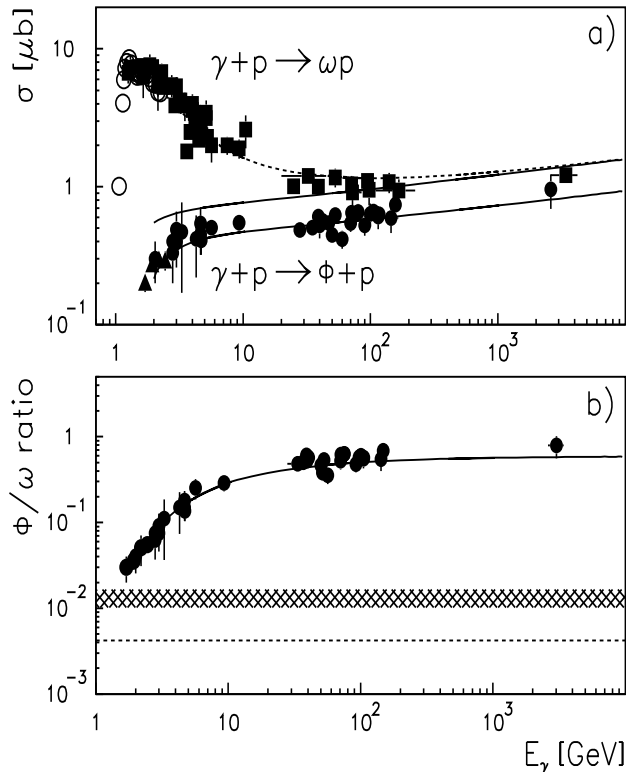 σ [μb]
10
1
10⁻¹
a)
γ+p → ωp
γ+p → Φ+p
1 10 10² 10³
Φ/ω ratio
1
10⁻¹
10⁻²
10⁻³
b)
1 10 10² 10³
E_γ [GeV]